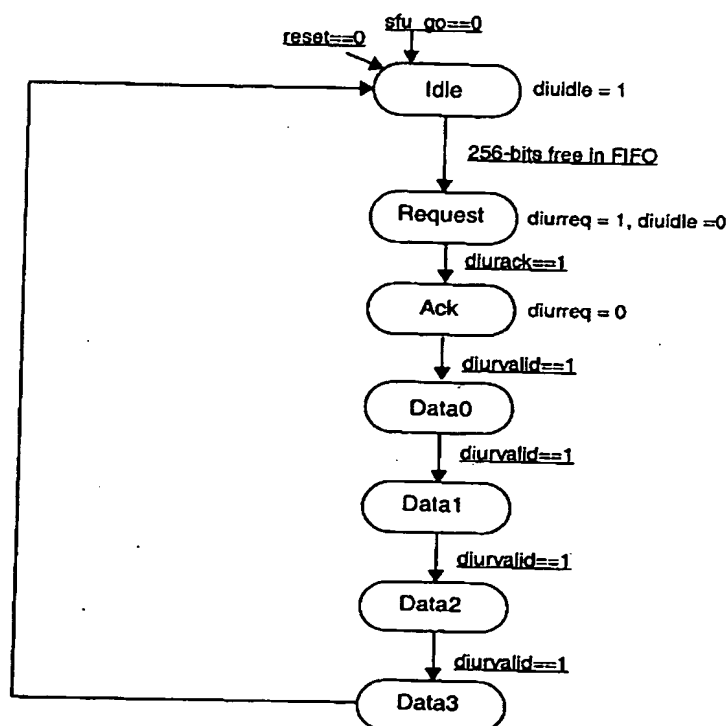 sfu_go==0
reset==0
Idle
diuidle = 1
256-bits free in FIFO
Request
diurreq = 1, diuidle =0
diurack==1
Ack
diurreq = 0
diurvalid==1
Data0
diurvalid==1
Data1
diurvalid==1
Data2
diurvalid==1
Data3